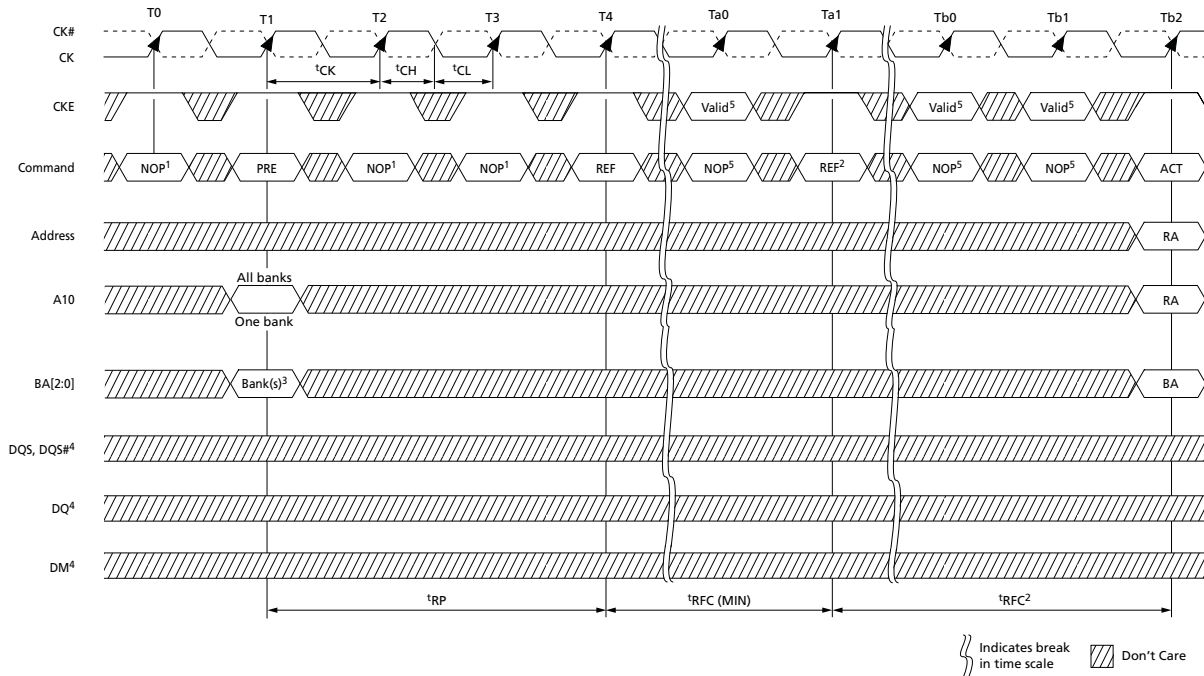 T0 T1 T2 T3 T4 Ta0 Ta1 Tb0 Tb1 Tb2
CK#
CK
tCK tCH tCL
CKE Valid5 Valid5 Valid5
Command NOP1 PRE NOP1 NOP1 REF NOP5 REF2 NOP5 NOP5 ACT
Address RA
All banks
A10 RA
One bank
BA[2:0] Bank(s)3 BA
DQS, DQS#4
DQ4
DM4
tRP tRFC (MIN) tRFC2
Indicates break
in time scale
Don't Care